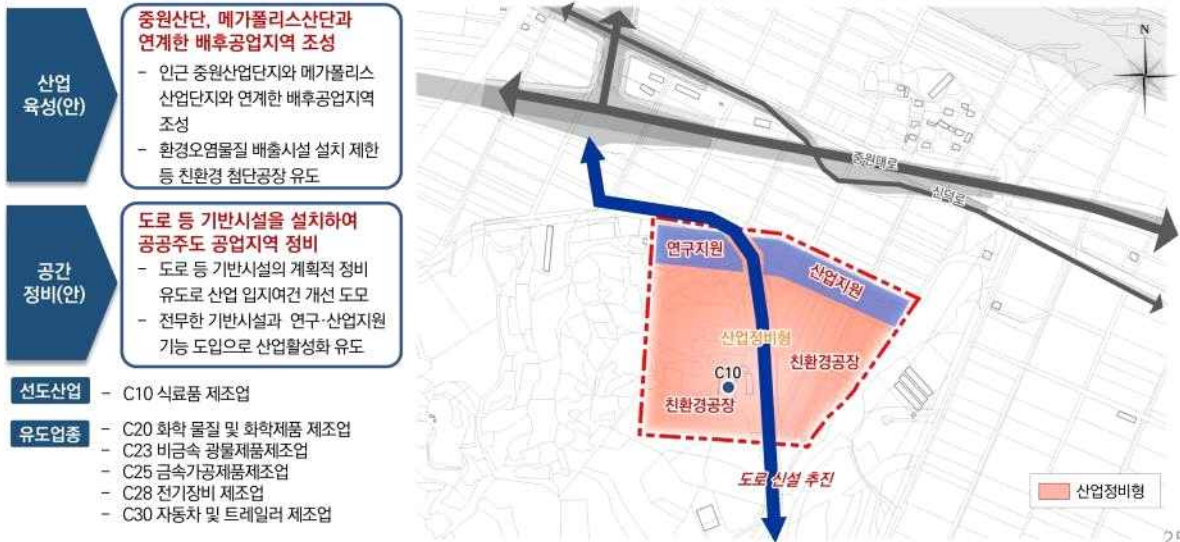 산업
육성(안)
중원산단, 메가폴리스산단과
연계한 배후공업지역 조성
- 인근 중원산업단지와 메가폴리스
산업단지와 연계한 배후공업지역
조성
- 환경오염물질 배출시설 설치 제한
등 친환경 첨단공장 유도
공간
정비(안)
도로 등 기반시설을 설치하여
공공주도 공업지역 정비
- 도로 등 기반시설의 계획적 정비
유도로 산업 입지여건 개선 도모
- 전무한 기반시설과 연구·산업지원
기능 도입으로 산업활성화 유도
선도산업 - C10 식료품 제조업
유도업종 - C20 화학 물질 및 화학제품 제조업
- C23 비금속 광물제품제조업
- C25 금속가공제품제조업
- C28 전기장비 제조업
- C30 자동차 및 트레일러 제조업
N
중원대로
신덕로
연구지원
산업지원
산업정비형
친환경공장
C10
친환경공장
도로 신설 추진
산업정비형